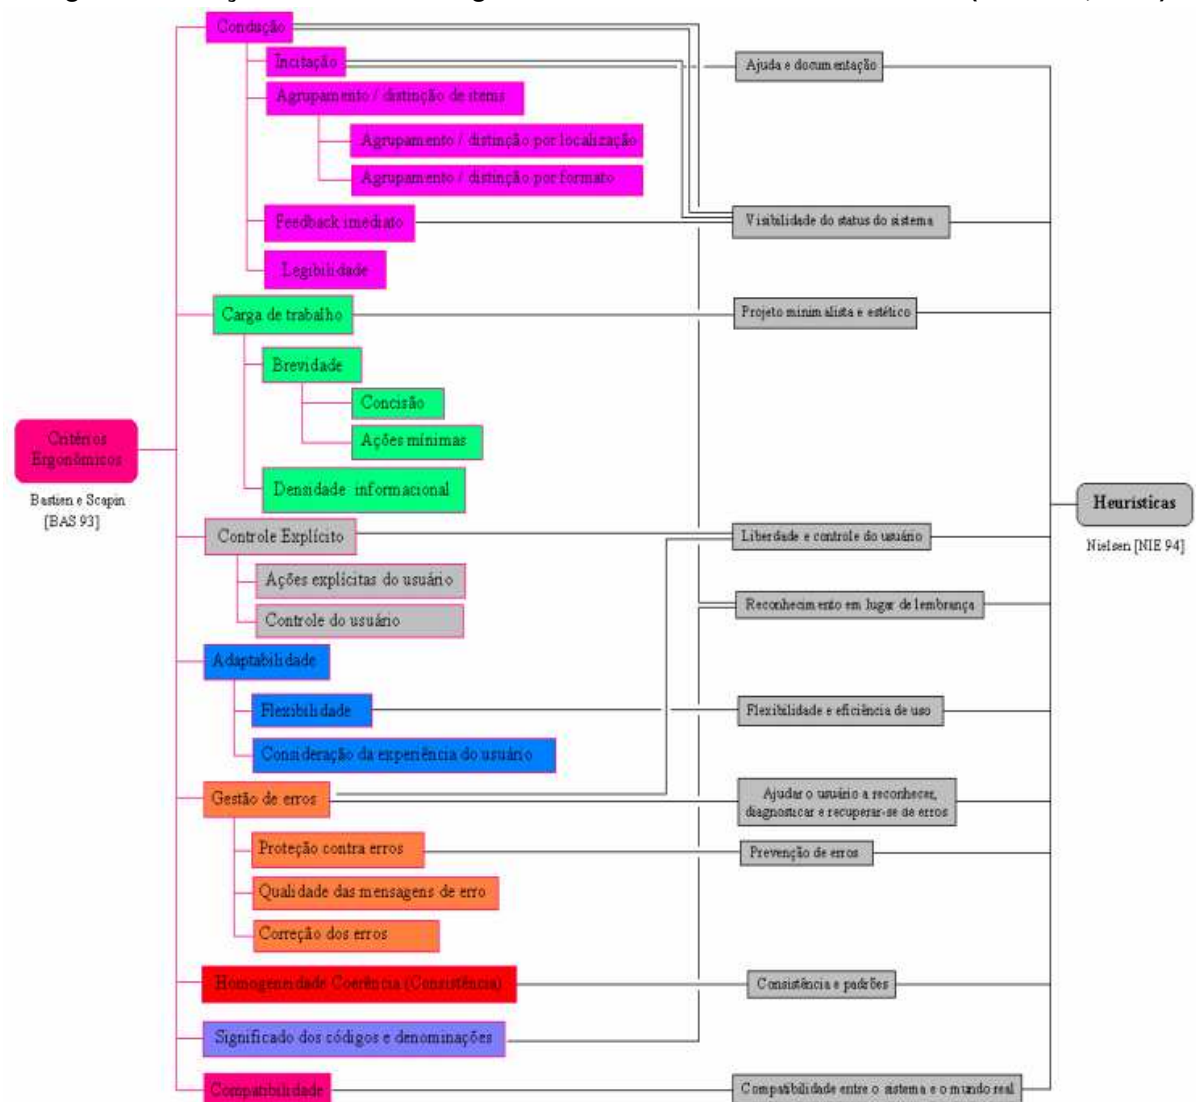 Condução
Incitação
Ajuda e documentação
Agrupamento / distinção de itens
Agrupamento / distinção por localização
Agrupamento / distinção por formato
Feedback imediato
Visibilidade do status do sistema
Legibilidade
Carga de trabalho
Projeto minimalista e estético
Brevidade
Concisão
Ações mínimas
Critérios
Ergonômicos
Bastien e Scapin
[BAS 93]
Densidade informacional
Heurísticas
Nielsen [NIE 94]
Controle Explícito
Liberdade e controle do usuário
Ações explícitas do usuário
Controle do usuário
Reconhecimento em lugar de lembrança
Adaptabilidade
Flexibilidade
Flexibilidade e eficiência de uso
Consideração da experiência do usuário
Gestão de erros
Ajudar o usuário a reconhecer,
diagnosticar e recuperar-se de erros
Proteção contra erros
Prevenção de erros
Qualidade das mensagens de erro
Correção dos erros
Homogeneidade Coerência (Consistência)
Consistência e padrões
Significado dos códigos e denominações
Compatibilidade
Compatibilidade entre o sistema e o mundo real